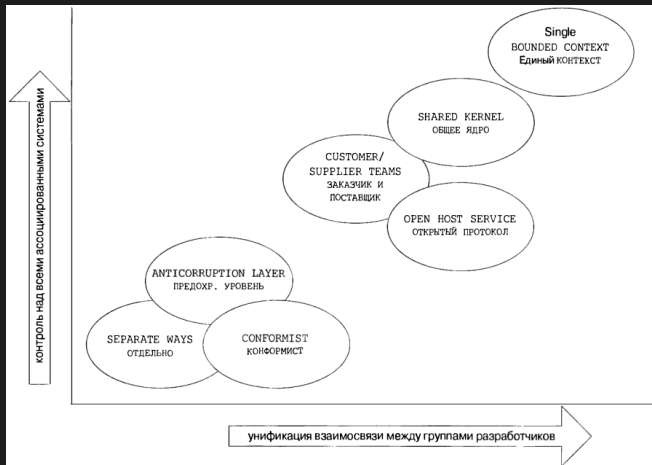 Single
BOUNDED CONTEXT
Единый КОНТЕКСТ
SHARED KERNEL
ОБЩЕЕ ЯДРО
CUSTOMER/
SUPPLIER TEAMS
ЗАКАЗЧИК И
ПОСТАВЩИК
OPEN HOST SERVICE
ОТКРЫТЫЙ ПРОТОКОЛ
ANTICORRUPTION LAYER
ПРЕДОХР. УРОВЕНЬ
SEPARATE WAYS
ОТДЕЛЬНО
CONFORMIST
КОНФОРМИСТ
контроль над всеми ассоциированными системами
унификация взаимосвязи между группами разработчиков